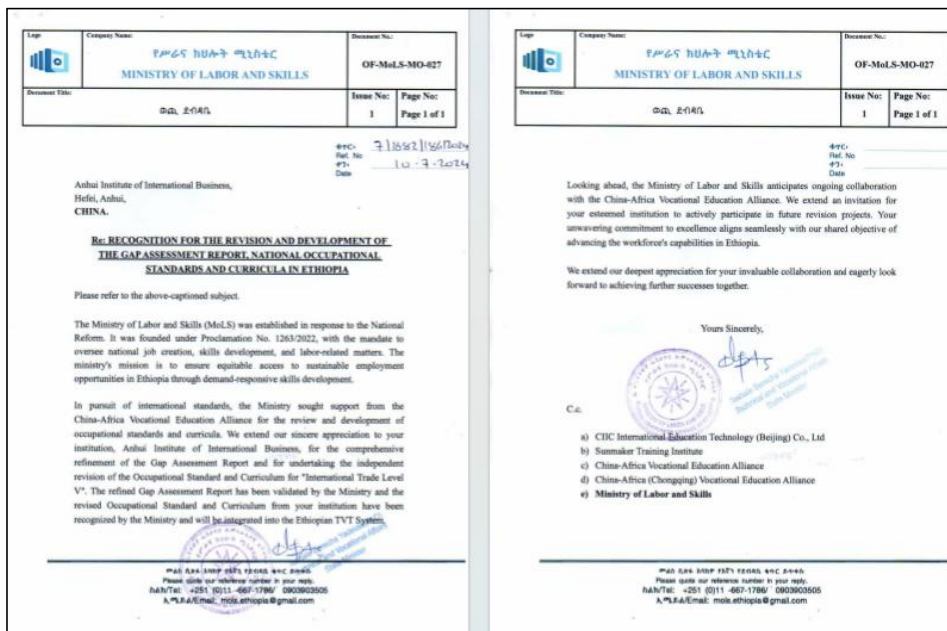 Logo
Company Name:
Document No.:
የሥራና ክህሎት ሚኒስቴር
MINISTRY OF LABOR AND SKILLS
OF-MoLS-MO-027
Document Title:
ወጪ ደብዳቤ
Issue No:
Page No:
1
Page 1 of 1
ቁጥር፡
Ref. No
ቀን፡
Date
10-7-2024
Anhui Institute of International Business,
Hefei, Anhui,
CHINA.
Re: RECOGNITION FOR THE REVISION AND DEVELOPMENT OF
THE GAP ASSESSMENT REPORT, NATIONAL OCCUPATIONAL
STANDARDS AND CURRICULA IN ETHIOPIA
Please refer to the above-captioned subject.
The Ministry of Labor and Skills (MoLS) was established in response to the National
Reform. It was founded under Proclamation No. 1263/2022, with the mandate to
oversee national job creation, skills development, and labor-related matters. The
ministry's mission is to ensure equitable access to sustainable employment
opportunities in Ethiopia through demand-responsive skills development.
In pursuit of international standards, the Ministry sought support from the
China-Africa Vocational Education Alliance for the review and development of
occupational standards and curricula. We extend our sincere appreciation to your
institution, Anhui Institute of International Business, for the comprehensive
refinement of the Gap Assessment Report and for undertaking the independent
revision of the Occupational Standard and Curriculum for "International Trade Level
V". The refined Gap Assessment Report has been validated by the Ministry and the
revised Occupational Standard and Curriculum from your institution have been
recognized by the Ministry and will be integrated into the Ethiopian TVT System.
Please quote our reference number in your reply.
ስልክ/Tel: +251 (0)11 -667-1786/ 0903903505
ኢ.ሜይል/Email: mols.ethiopia@gmail.com
Logo
Company Name:
Document No.:
የሥራና ክህሎት ሚኒስቴር
MINISTRY OF LABOR AND SKILLS
OF-MoLS-MO-027
Document Title:
ወጪ ደብዳቤ
Issue No:
Page No:
1
Page 1 of 1
ቁጥር፡
Ref. No
ቀን፡
Date
Looking ahead, the Ministry of Labor and Skills anticipates ongoing collaboration
with the China-Africa Vocational Education Alliance. We extend an invitation for
your esteemed institution to actively participate in future revision projects. Your
unwavering commitment to excellence aligns seamlessly with our shared objective of
advancing the workforce's capabilities in Ethiopia.
We extend our deepest appreciation for your invaluable collaboration and eagerly look
forward to achieving further successes together.
Yours Sincerely,
State Minister
C.c.
a) CIIC International Education Technology (Beijing) Co., Ltd
b) Sunmaker Training Institute
c) China-Africa Vocational Education Alliance
d) China-Africa (Chongqing) Vocational Education Alliance
e) Ministry of Labor and Skills
Please quote our reference number in your reply.
ስልክ/Tel: +251 (0)11 -667-1786/ 0903903505
ኢ.ሜይል/Email: mols.ethiopia@gmail.com